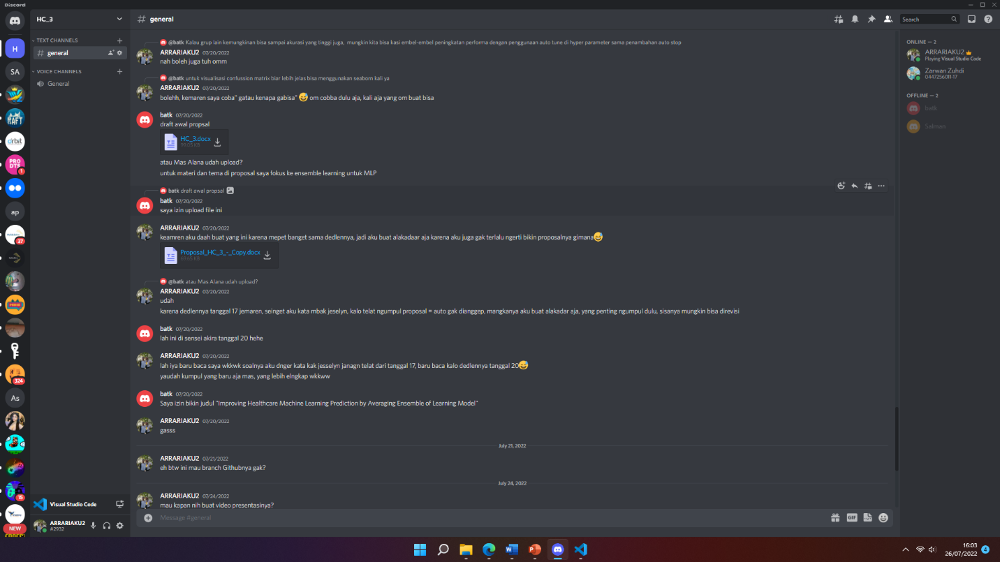 Discord
HC_3
general
Search
TEXT CHANNELS
general
VOICE CHANNELS
General
H
SA
RAFT
orbit
PRO
DTS
1
ap
37
324
As
15
NEW
@batk Kalau grup lain kemungkinan bisa sampai akurasi yang tinggi juga, mungkin kita bisa kasi embel-embel peningkatan performa dengan penggunaan auto tune di hyper parameter sama penambahan auto stop
ARRARIAKU2 07/20/2022
nah boleh juga tuh omm
@batk untuk visualisasi confussion matrix biar lebih jelas bisa menggunakan seaborn kali ya
ARRARIAKU2 07/20/2022
bolehh, kemaren saya coba" gatau kenapa gabisa" 😅 om cobba dulu aja, kali aja yang om buat bisa
batk 07/20/2022
draft awal propsal
HC_3.docx
99.05 KB
atau Mas Alana udah upload?
untuk materi dan tema di proposal saya fokus ke ensemble learning untuk MLP
batk draft awal propsal
batk 07/20/2022
saya izin upload file ini
ARRARIAKU2 07/20/2022
keamren aku daah buat yang ini karena mepet banget sama dedlennya, jadi aku buat alakadaar aja karena aku juga gak terlalu ngerti bikin proposalnya gimana😅
Proposal_HC_3_-_Copy.docx
69.65 KB
@batk atau Mas Alana udah upload?
ARRARIAKU2 07/20/2022
udah
karena dedlennya tanggal 17 jemaren, seinget aku kata mbak jeselyn, kalo telat ngumpul proposal = auto gak dianggep, mangkanya aku buat alakadar aja, yang penting ngumpul dulu, sisanya mungkin bisa direvisi
batk 07/20/2022
lah ini di sensei akira tanggal 20 hehe
ARRARIAKU2 07/20/2022
lah iya baru baca saya wkkwk soalnya aku dnger kata kak jesselyn janagn telat dari tanggal 17, baru baca kalo dedlennya tanggal 20😅
yaudah kumpul yang baru aja mas, yang lebih elngkap wkkww
batk 07/20/2022
Saya izin bikin judul "Improving Healthcare Machine Learning Prediction by Averaging Ensemble of Learning Model"
ARRARIAKU2 07/20/2022
gasss
July 21, 2022
ARRARIAKU2 07/21/2022
eh btw ini mau branch Githubnya gak?
July 24, 2022
ARRARIAKU2 07/24/2022
mau kapan nih buat video presentasinya?
Message #general
GIF
ONLINE — 2
ARRARIAKU2
Playing Visual Studio Code
Zarwan Zuhdi
0447256011-17
OFFLINE — 2
batk
Salman
Visual Studio Code
ARRARIAKU2
#2932
16:03
26/07/2022
4